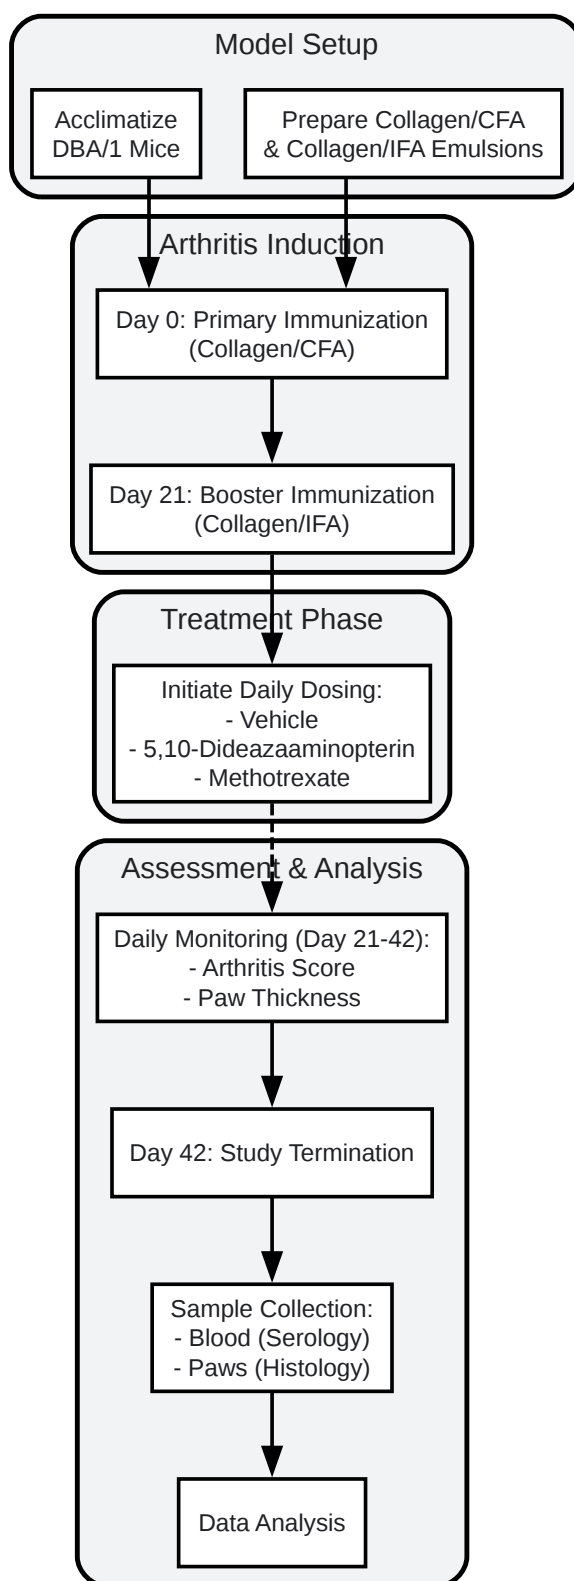 Model Setup
Acclimatize
DBA/1 Mice
Prepare Collagen/CFA
& Collagen/IFA Emulsions
Arthritis Induction
Day 0: Primary Immunization
(Collagen/CFA)
Day 21: Booster Immunization
(Collagen/IFA)
Treatment Phase
Initiate Daily Dosing:
- Vehicle
- 5,10-Dideazaaminopterin
- Methotrexate
Assessment & Analysis
Daily Monitoring (Day 21-42):
- Arthritis Score
- Paw Thickness
Day 42: Study Termination
Sample Collection:
- Blood (Serology)
- Paws (Histology)
Data Analysis